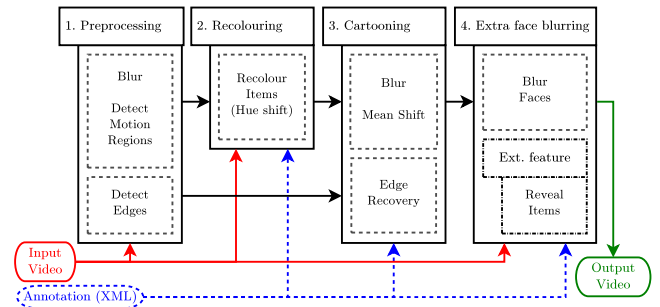 1. Preprocessing
Blur
Detect
Motion
Regions
Detect
Edges
2. Recolouring
Recolour
Items
(Hue shift)
3. Cartooning
Blur
Mean Shift
Edge
Recovery
4. Extra face blurring
Blur
Faces
Ext. feature
Reveal
Items
Input
Video
Annotation (XML)
Output
Video